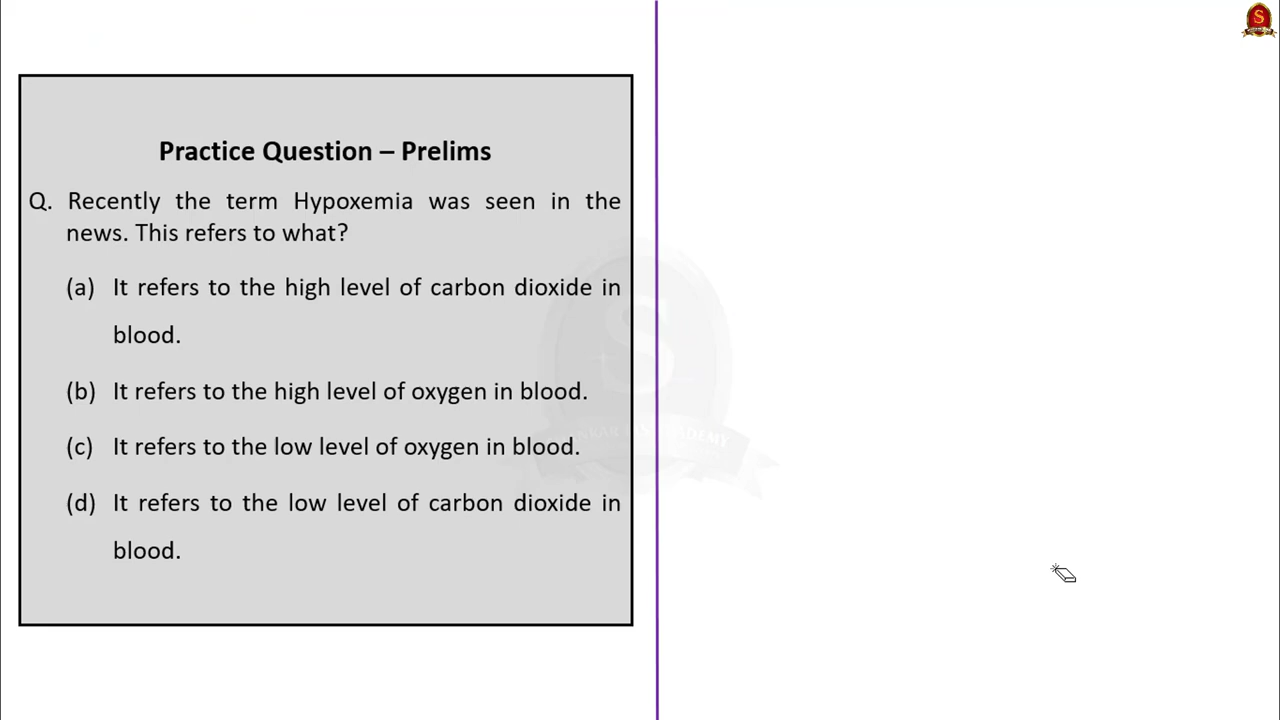 Practice Question – Prelims
Q. Recently the term Hypoxemia was seen in the
news. This refers to what?
(a) It refers to the high level of carbon dioxide in
blood.
(b) It refers to the high level of oxygen in blood.
(c) It refers to the low level of oxygen in blood.
(d) It refers to the low level of carbon dioxide in
blood.